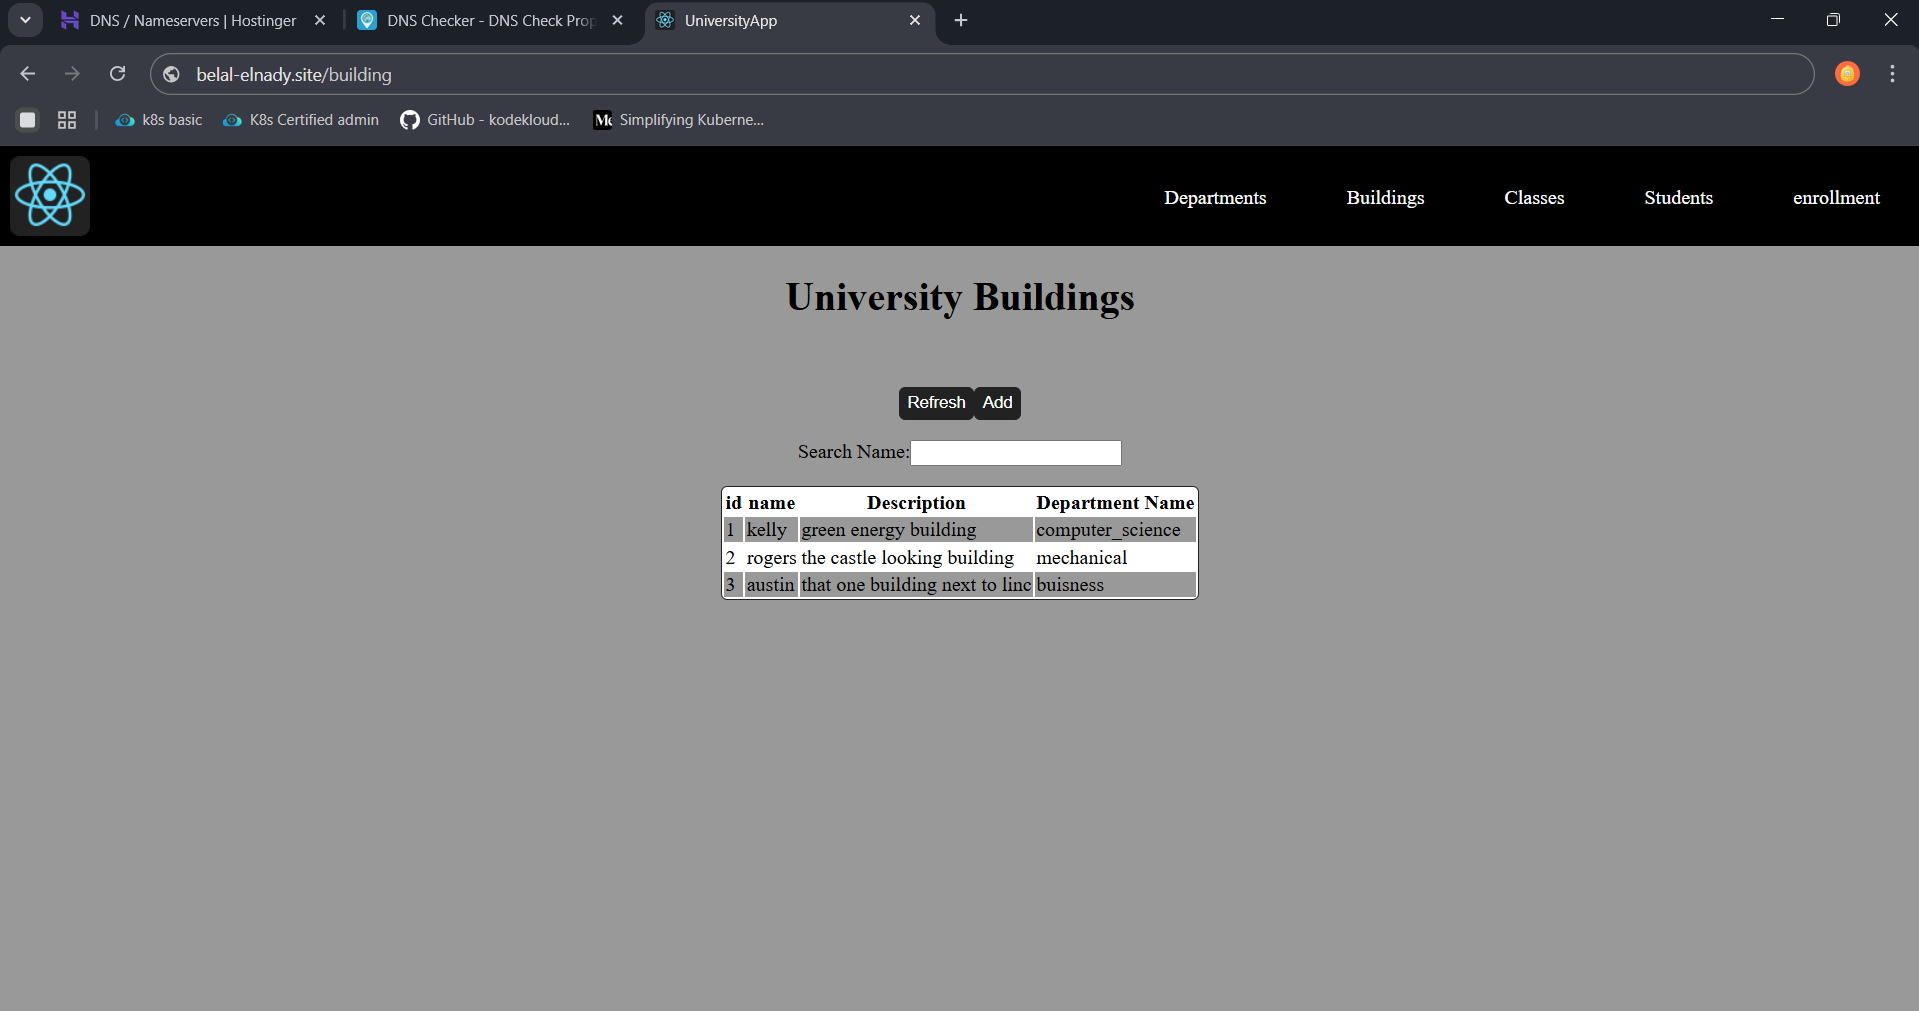 DNS / Nameservers | Hostinger
DNS Checker - DNS Check Prop
UniversityApp
belal-elnady.site/building
k8s basic
K8s Certified admin
GitHub - kodekloud...
Simplifying Kuberne...
Departments Buildings Classes Students enrollment
University Buildings
Refresh Add
Search Name:
id name Description Department Name
1 kelly green energy building computer_science
2 rogers the castle looking building mechanical
3 austin that one building next to linc buisness